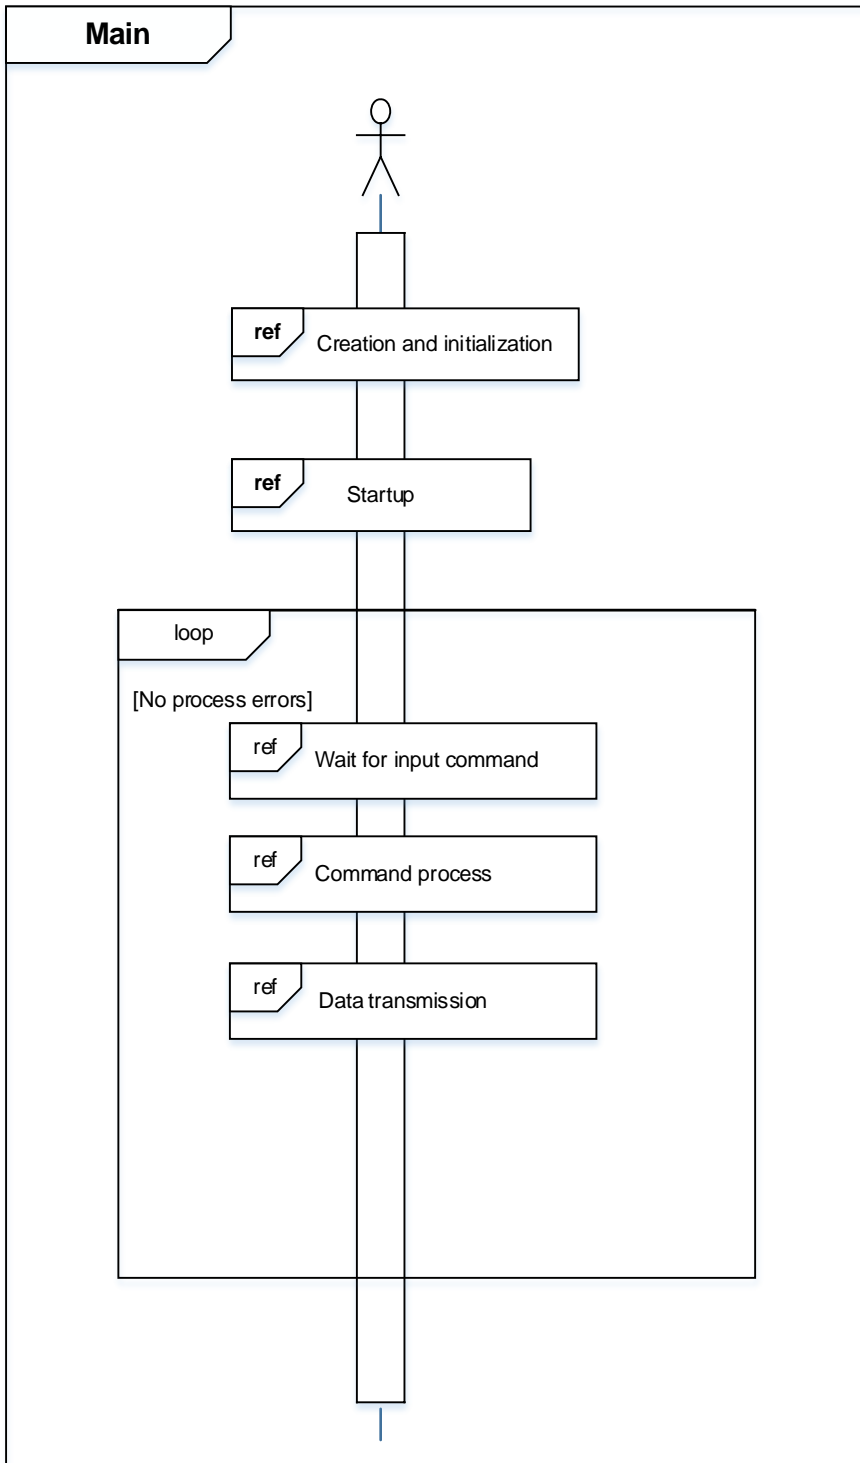 Main
ref
Creation and initialization
ref
Startup
loop
[No process errors]
ref
Wait for input command
ref
Command process
ref
Data transmission